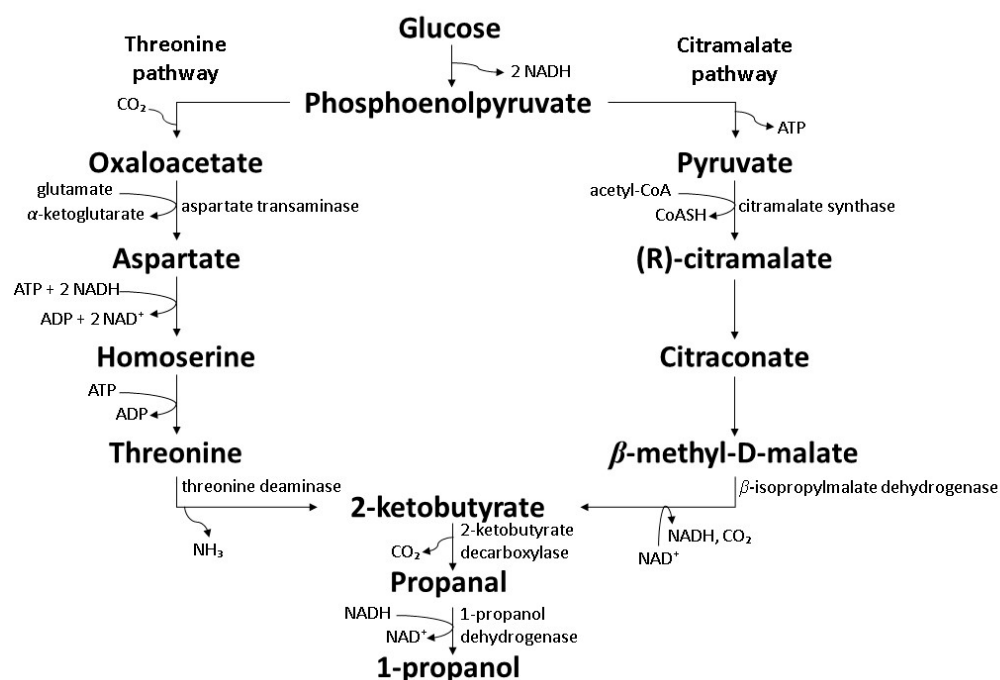 Glucose
Threonine
pathway
Citramalate
pathway
2 NADH
CO₂
Phosphoenolpyruvate
ATP
Oxaloacetate
Pyruvate
glutamate
α-ketoglutarate
aspartate transaminase
acetyl-CoA
CoASH
citramalate synthase
Aspartate
(R)-citramalate
ATP + 2 NADH
ADP + 2 NAD⁺
Homoserine
Citraconate
ATP
ADP
Threonine
β-methyl-D-malate
threonine deaminase
β-isopropylmalate dehydrogenase
2-ketobutyrate
NH₃
NADH, CO₂
NAD⁺
CO₂
2-ketobutyrate
decarboxylase
Propanal
NADH
NAD⁺
1-propanol
dehydrogenase
1-propanol